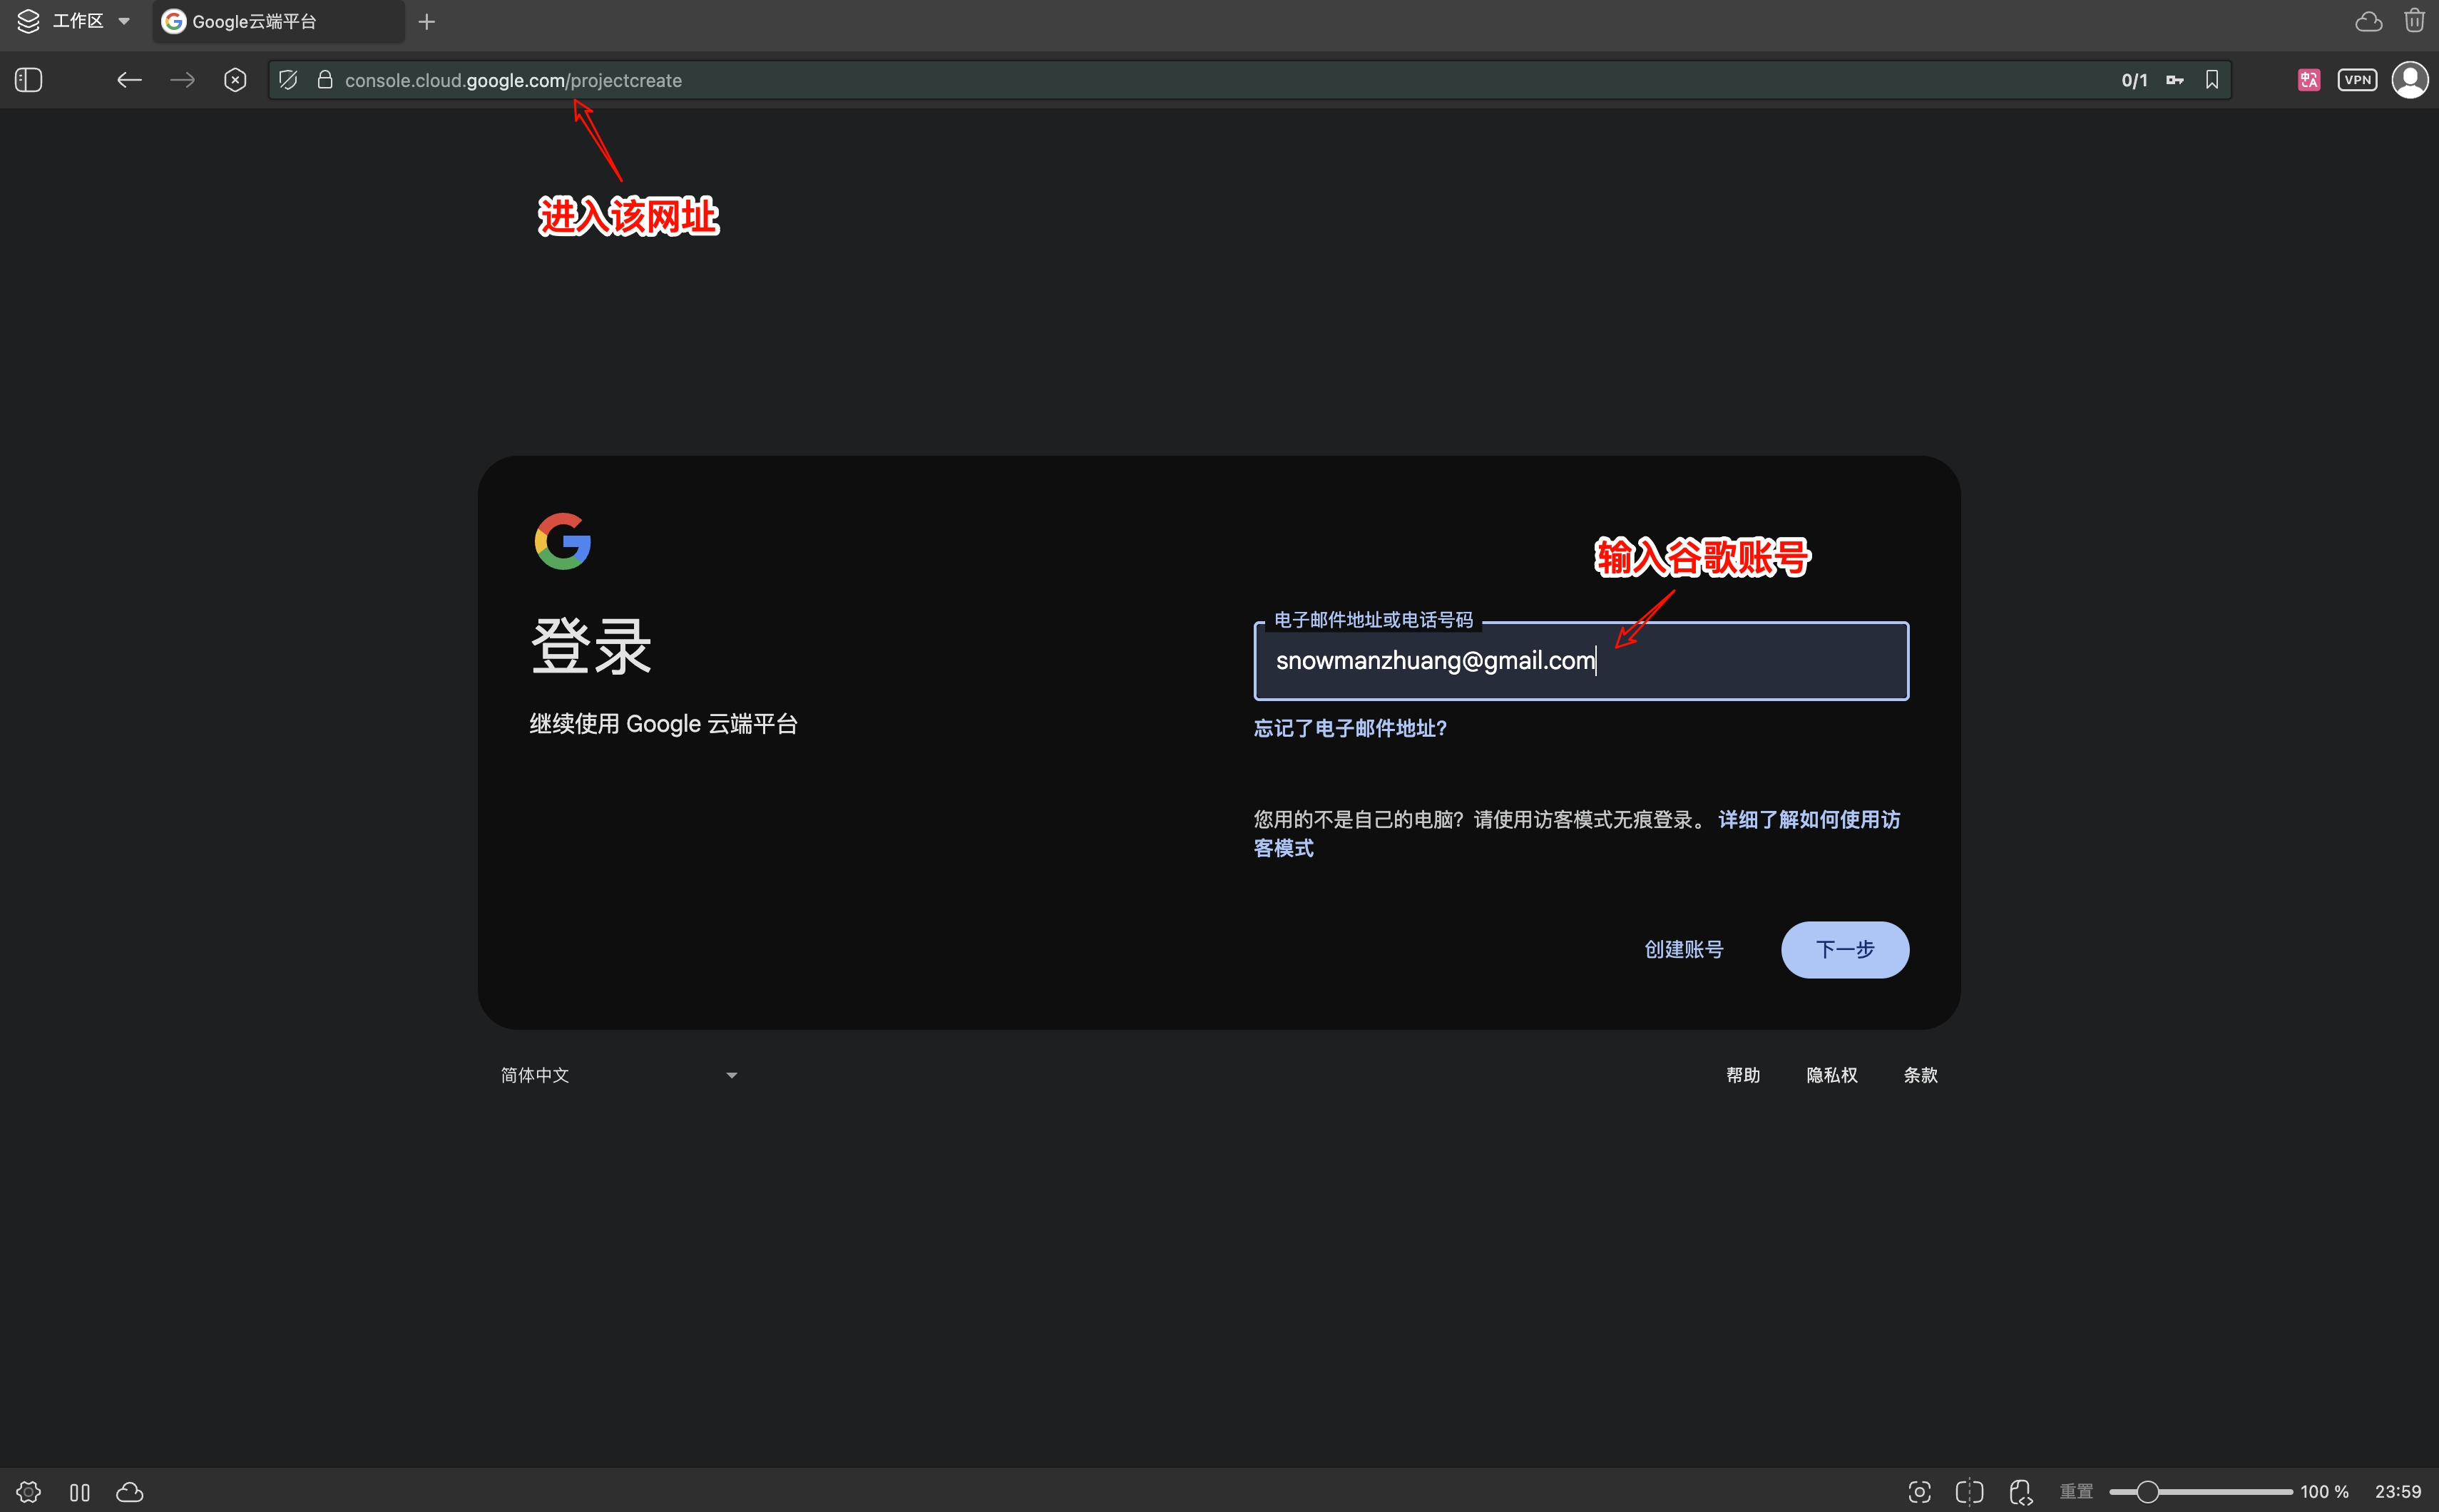 工作区
Google云端平台
console.cloud.google.com/projectcreate
0/1
VPN
进入该网址
登录
继续使用 Google 云端平台
输入谷歌账号
电子邮件地址或电话号码
snowmanzhuang@gmail.com
忘记了电子邮件地址？
您用的不是自己的电脑？请使用访客模式无痕登录。 详细了解如何使用访
客模式
创建账号
下一步
简体中文
帮助
隐私权
条款
重置
100 %
23:59